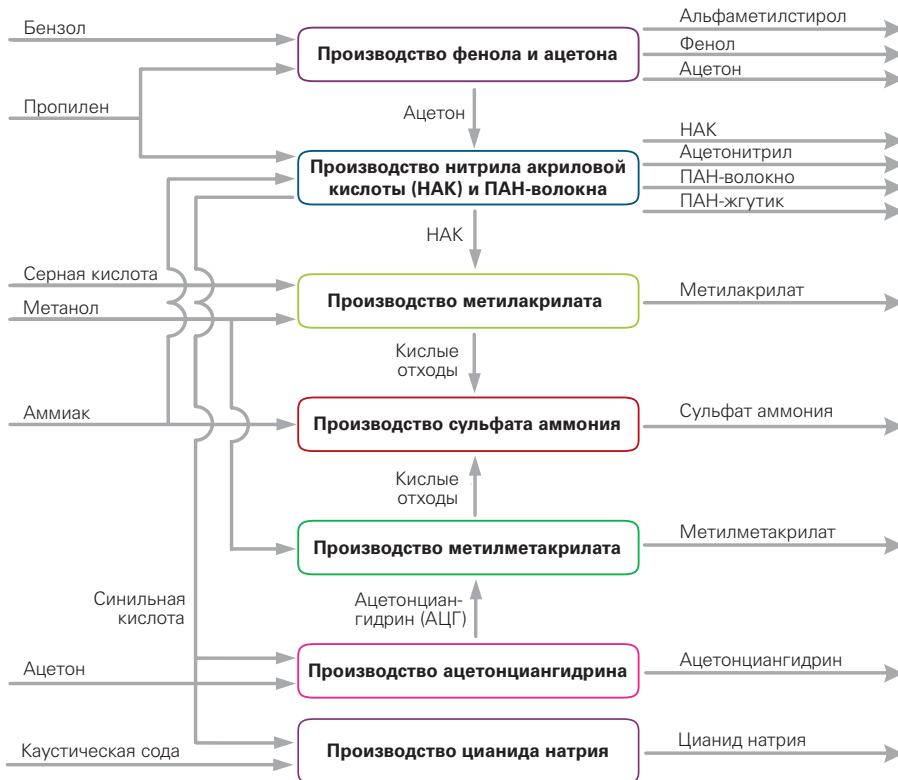 Бензол
Производство фенола и ацетона
Альфаметилстирол
Фенол
Ацетон
Пропилен
Ацетон
Производство нитрила акриловой
кислоты (НАК) и ПАН-волокна
НАК
Ацетонитрил
ПАН-волокно
ПАН-жгутик
НАК
Серная кислота
Метанол
Производство метилакрилата
Метилакрилат
Кислые
отходы
Аммиак
Производство сульфата аммония
Сульфат аммония
Кислые
отходы
Производство метилметакрилата
Метилметакрилат
Синильная
кислота
Ацетонциан-
гидрин (АЦГ)
Ацетон
Производство ацетонциангидрина
Ацетонциангидрин
Каустическая сода
Производство цианида натрия
Цианид натрия